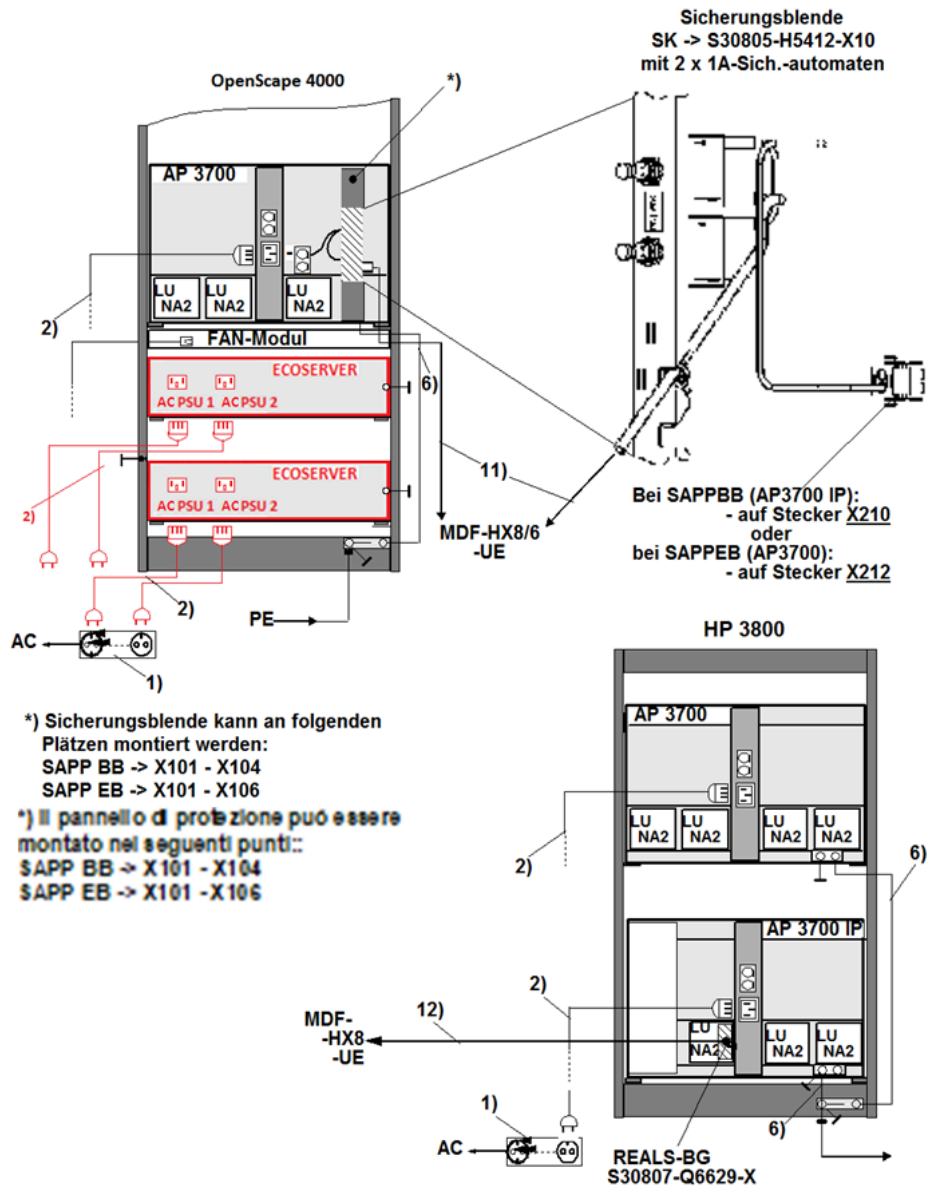 Sicherungsblende
SK -> S30805-H5412-X10
mit 2 x 1A-Sich.-automaten
OpenScape 4000
*)
AP 3700
LU
NA2
LU
NA2
LU
NA2
2)
FAN-Modul
6)
ECOSERVER
AC PSU 1 AC PSU 2
11)
ECOSERVER
2)
AC PSU 1 AC PSU 2
MDF-HX8/6
-UE
Bei SAPPBB (AP3700 IP):
- auf Stecker X210
oder
bei SAPPEB (AP3700):
- auf Stecker X212
2)
PE
AC
1)
HP 3800
*) Sicherungsblende kann an folgenden
Plätzen montiert werden:
SAPP BB -> X101 - X104
SAPP EB -> X101 - X106
*) Il pannello di protezione può essere
montato nei seguenti punti::
SAPP BB -> X101 - X104
SAPP EB -> X101 - X106
AP 3700
LU
NA2
LU
NA2
LU
NA2
LU
NA2
2)
6)
AP 3700 IP
2)
12)
MDF-
-HX8
-UE
LU
NA2
LU
NA2
LU
NA2
1)
6)
AC
REALS-BG
S30807-Q6629-X